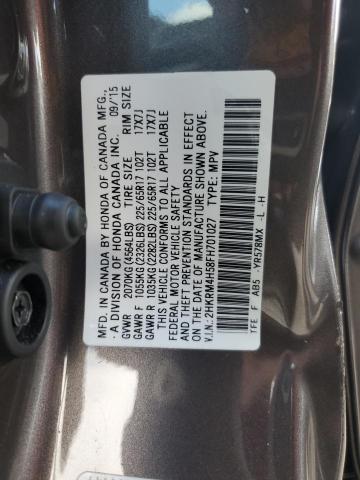 MFD. IN CANADA BY HONDA OF CANADA MFG.,
A DIVISION OF HONDA CANADA INC. 09/15
TIRE SIZE RIM SIZE
GVWR 2070KG(4564LBS)
GAWR F 1055KG(2326LBS) 225/65R17 102T 17X7J
GAWR R 1035KG(2282LBS) 225/65R17 102T 17X7J
THIS VEHICLE CONFORMS TO ALL APPLICABLE
FEDERAL MOTOR VEHICLE SAFETY
AND THEFT PREVENTION STANDARDS IN EFFECT
ON THE DATE OF MANUFACTURE SHOWN ABOVE.
V.I.N.: 2HKRM4H58FH701027 TYPE: MPV
TFE F AB5 -YR578MX -L -H